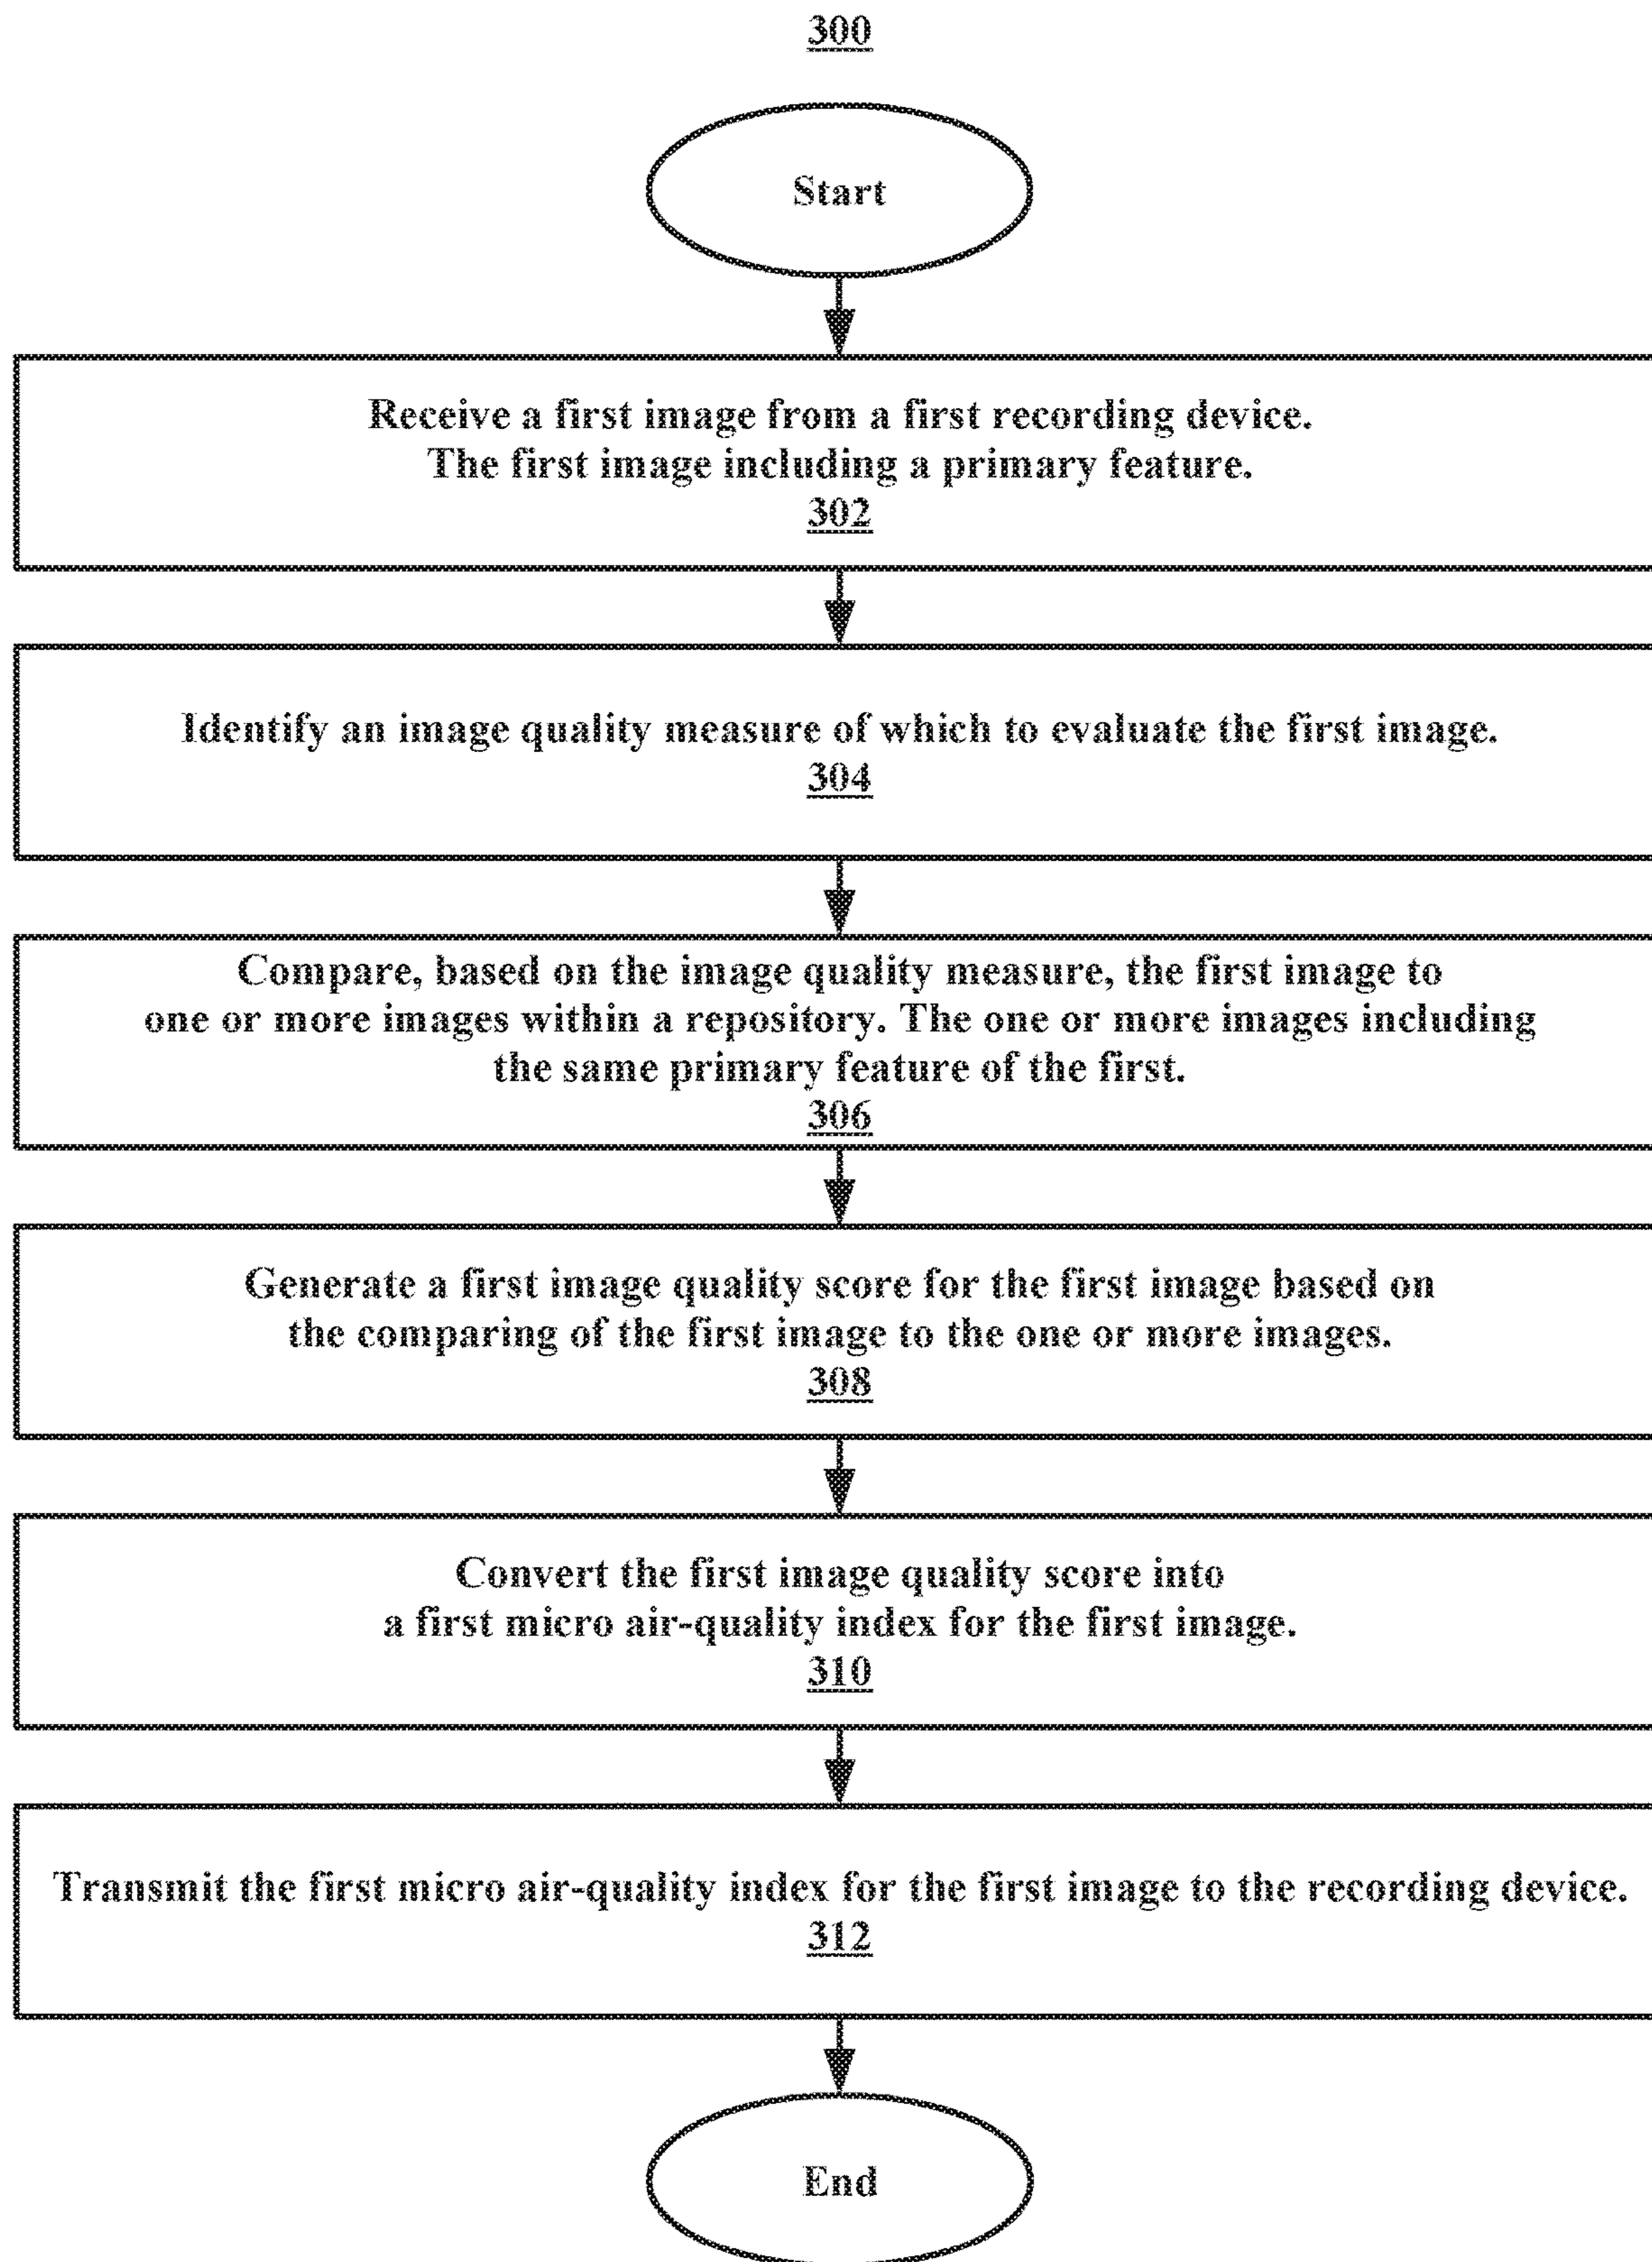 300
Start
Receive a first image from a first recording device.
The first image including a primary feature.
302
Identify an image quality measure of which to evaluate the first image.
304
Compare, based on the image quality measure, the first image to
one or more images within a repository. The one or more images including
the same primary feature of the first.
306
Generate a first image quality score for the first image based on
the comparing of the first image to the one or more images.
308
Convert the first image quality score into
a first micro air-quality index for the first image.
310
Transmit the first micro air-quality index for the first image to the recording device.
312
End